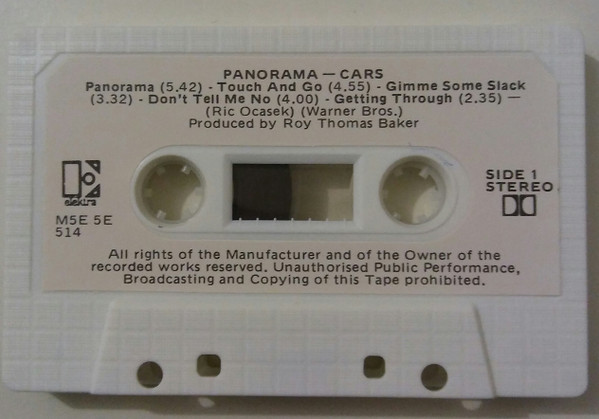 PANORAMA — CARS
Panorama (5.42) - Touch And Go (4.55) - Gimme Some Slack
(3.32) - Don't Tell Me No (4.00) - Getting Through (2.35) —
(Ric Ocasek) (Warner Bros.)
Produced by Roy Thomas Baker
elektra
M5E 5E
514
SIDE 1
STEREO
All rights of the Manufacturer and of the Owner of the
recorded works reserved. Unauthorised Public Performance,
Broadcasting and Copying of this Tape prohibited.